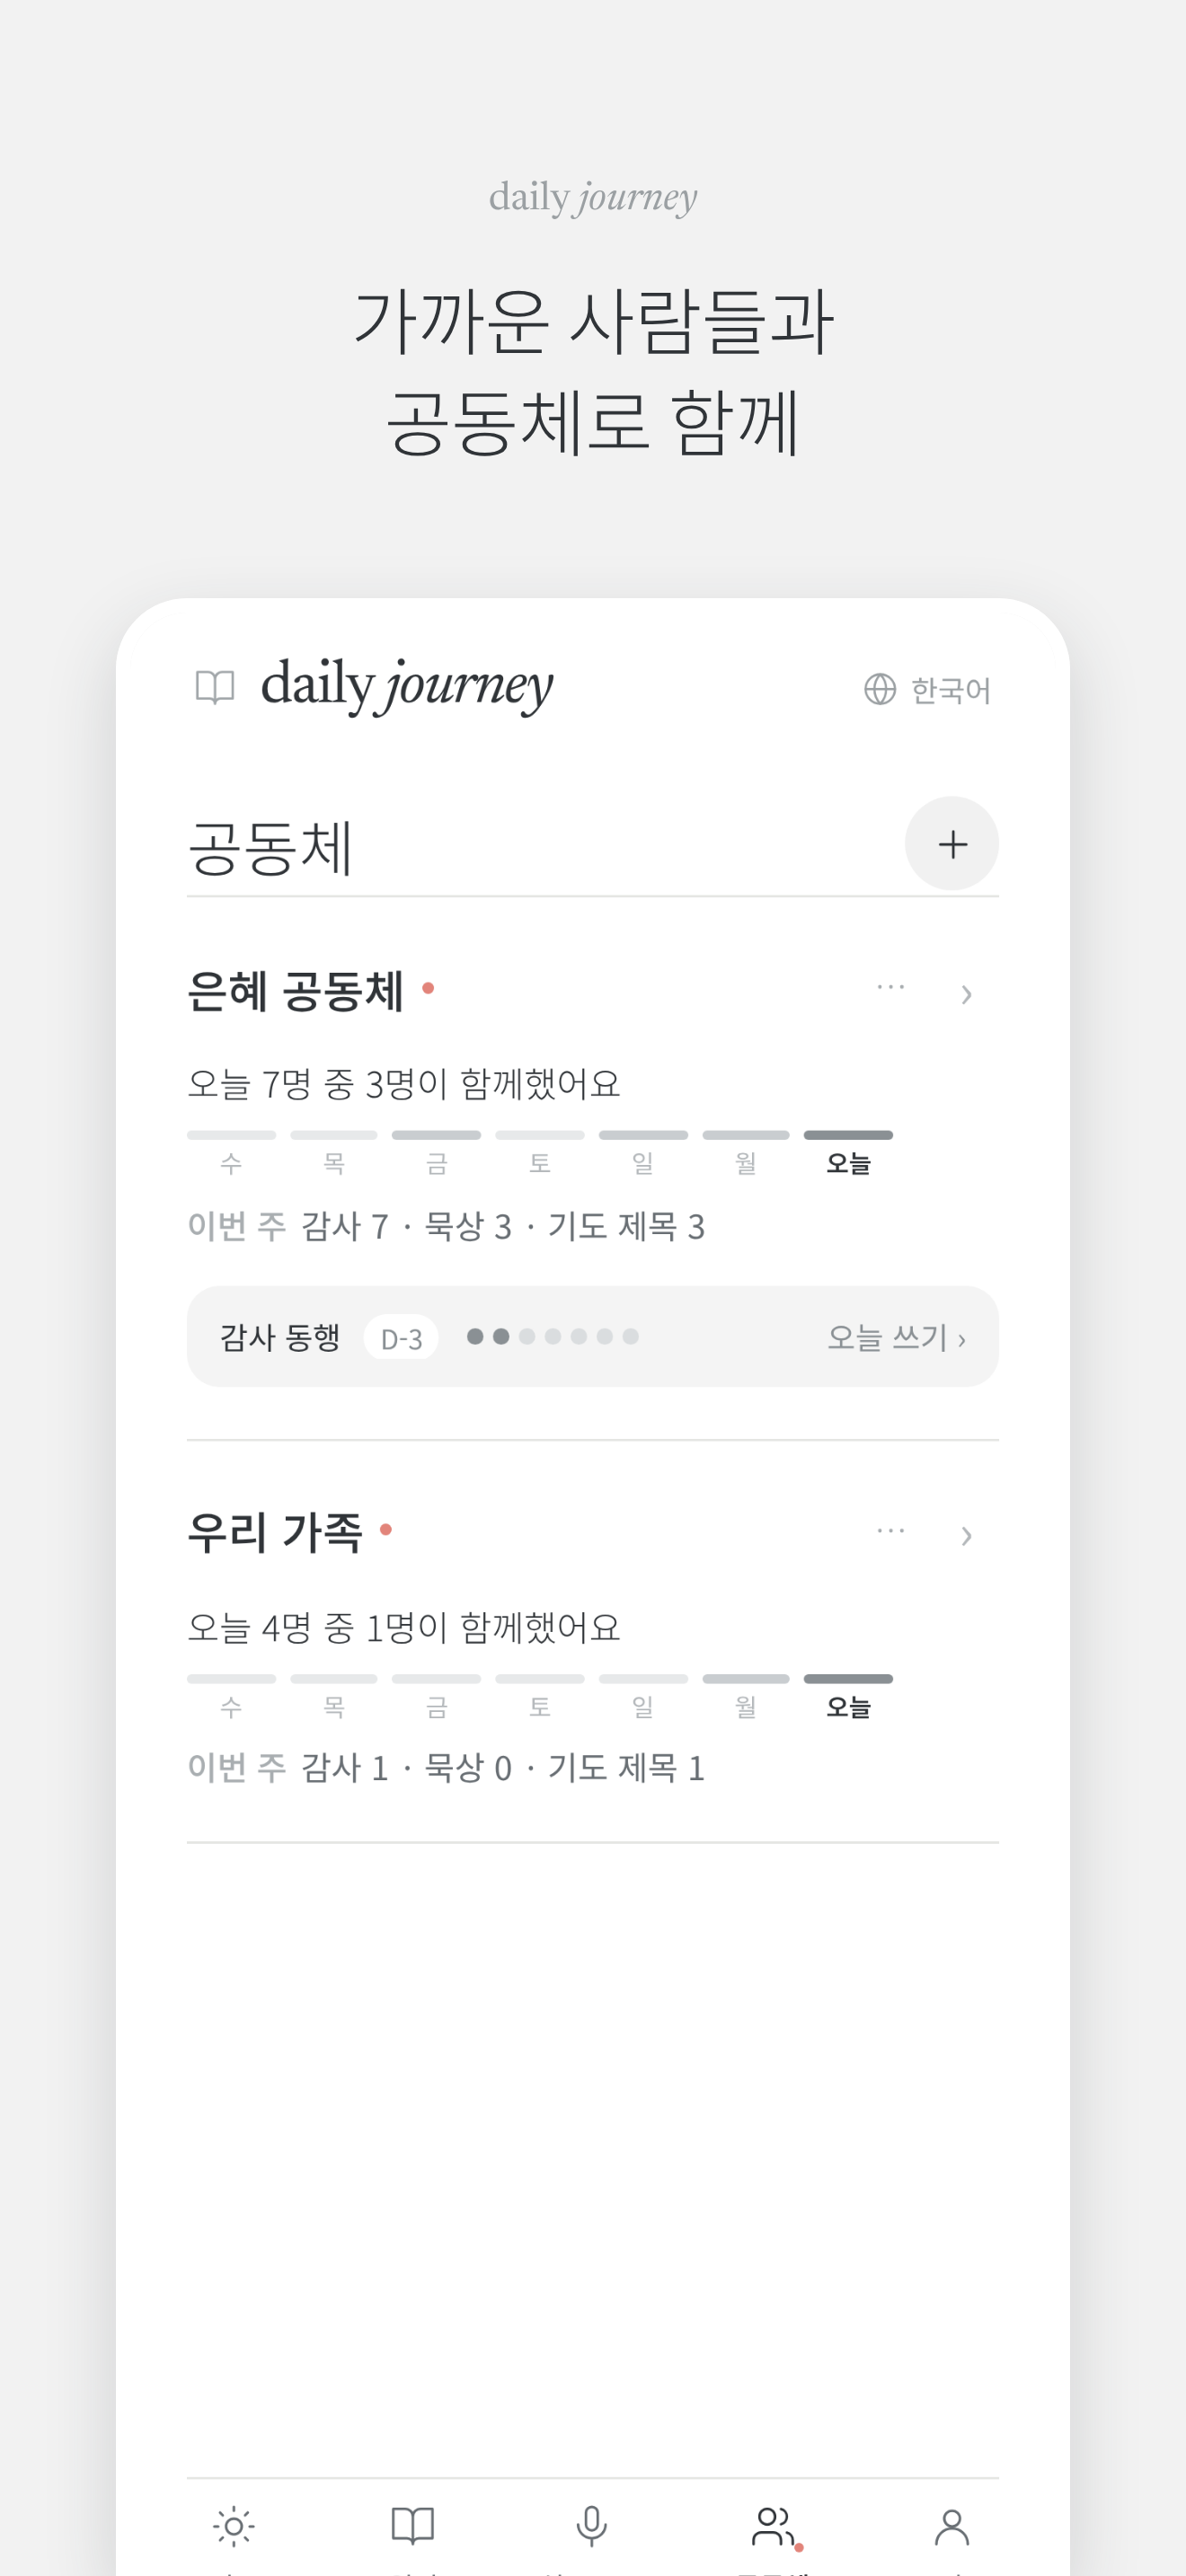 daily journey
가까운 사람들과
공동체로 함께
daily journey
한국어
공동체
+
은혜 공동체
... ›
오늘 7명 중 3명이 함께했어요
수 목 금 토 일 월 오늘
이번 주 감사 7 · 묵상 3 · 기도 제목 3
감사 동행 D-3 오늘 쓰기 ›
우리 가족
... ›
오늘 4명 중 1명이 함께했어요
수 목 금 토 일 월 오늘
이번 주 감사 1 · 묵상 0 · 기도 제목 1